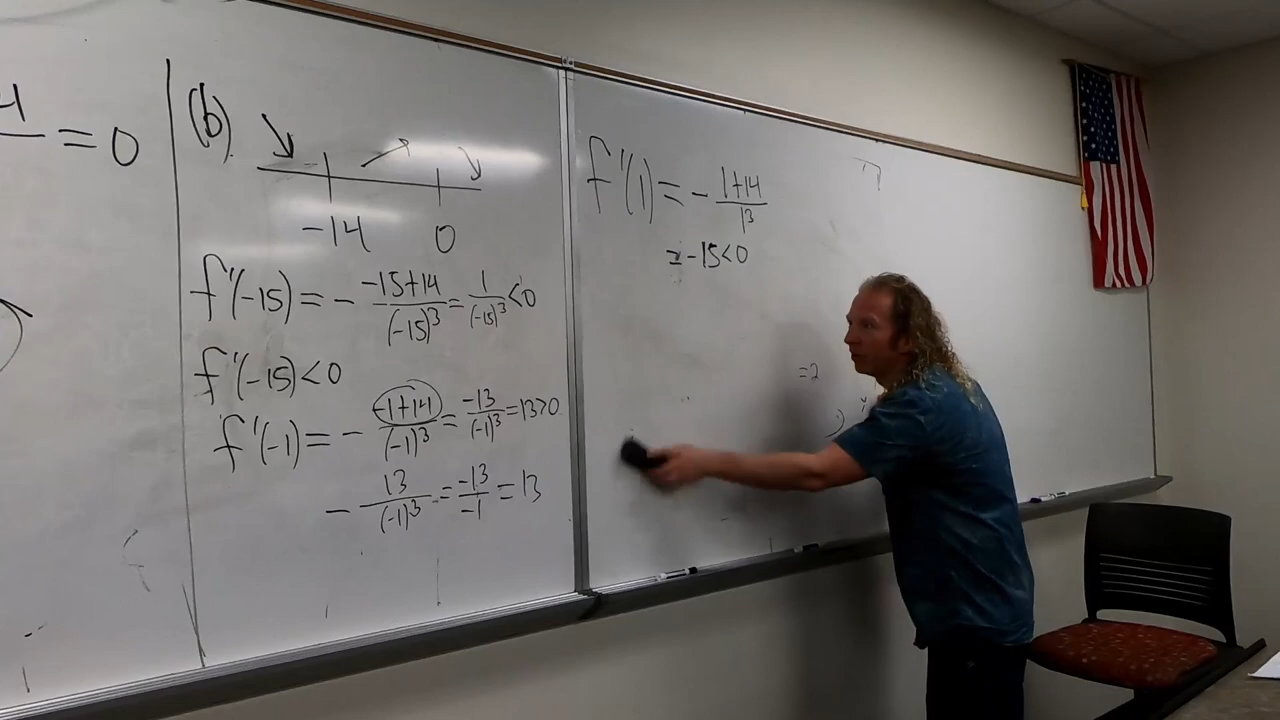 4/ = 0
(b)
-14 0
f'(-15) = - (-15+14)/(-15)^3 = 1/(-15)^3 < 0
f'(-15) < 0
f'(-1) = - (-1+14)/(-1)^3 = -13/(-1)^3 = 13 > 0
- 13/(-1)^3 = -13/-1 = 13
f'(1) = - (1+14)/1^3
= -15 < 0
=2